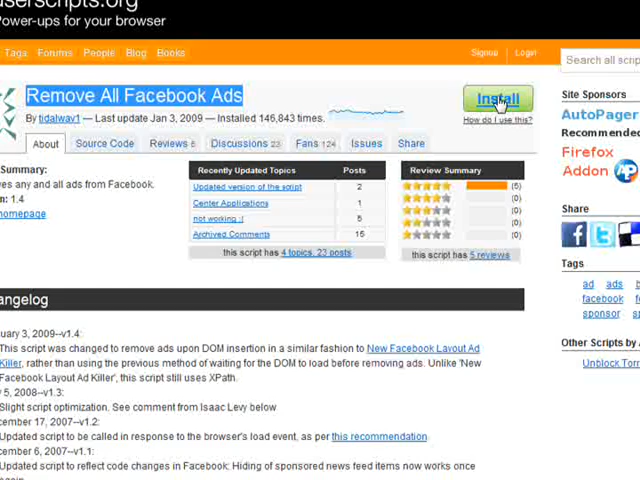 userscripts.org
Power-ups for your browser
Tags Forums People Blog Books
Signup Login
Search all scrip
Remove All Facebook Ads
By tidalwav1 — Last update Jan 3, 2009 — Installed 146,843 times.
Install
How do I use this?
About Source Code Reviews 5 Discussions 23 Fans 124 Issues Share
Summary:
ves any and all ads from Facebook.
n: 1.4
homepage
Recently Updated Topics Posts
Updated version of the script 2
Center Applications 1
not working :( 5
Archived Comments 15
this script has 4 topics, 23 posts
Review Summary
(5)
(0)
(0)
(0)
(0)
this script has 5 reviews
Site Sponsors
AutoPager
Recommended
Firefox
Addon
AP
Share
Tags
ad ads
facebook
sponsor
Other Scripts by
Unblock Torr
angelog
uary 3, 2009--v1.4:
This script was changed to remove ads upon DOM insertion in a similar fashion to New Facebook Layout Ad
Killer, rather than using the previous method of waiting for the DOM to load before removing ads. Unlike 'New
Facebook Layout Ad Killer', this script still uses XPath.
y 5, 2008--v1.3:
Slight script optimization. See comment from Isaac Levy below
cember 17, 2007--v1.2:
Updated script to be called in response to the browser's load event, as per this recommendation
cember 6, 2007--v1.1:
Updated script to reflect code changes in Facebook: Hiding of sponsored news feed items now works once